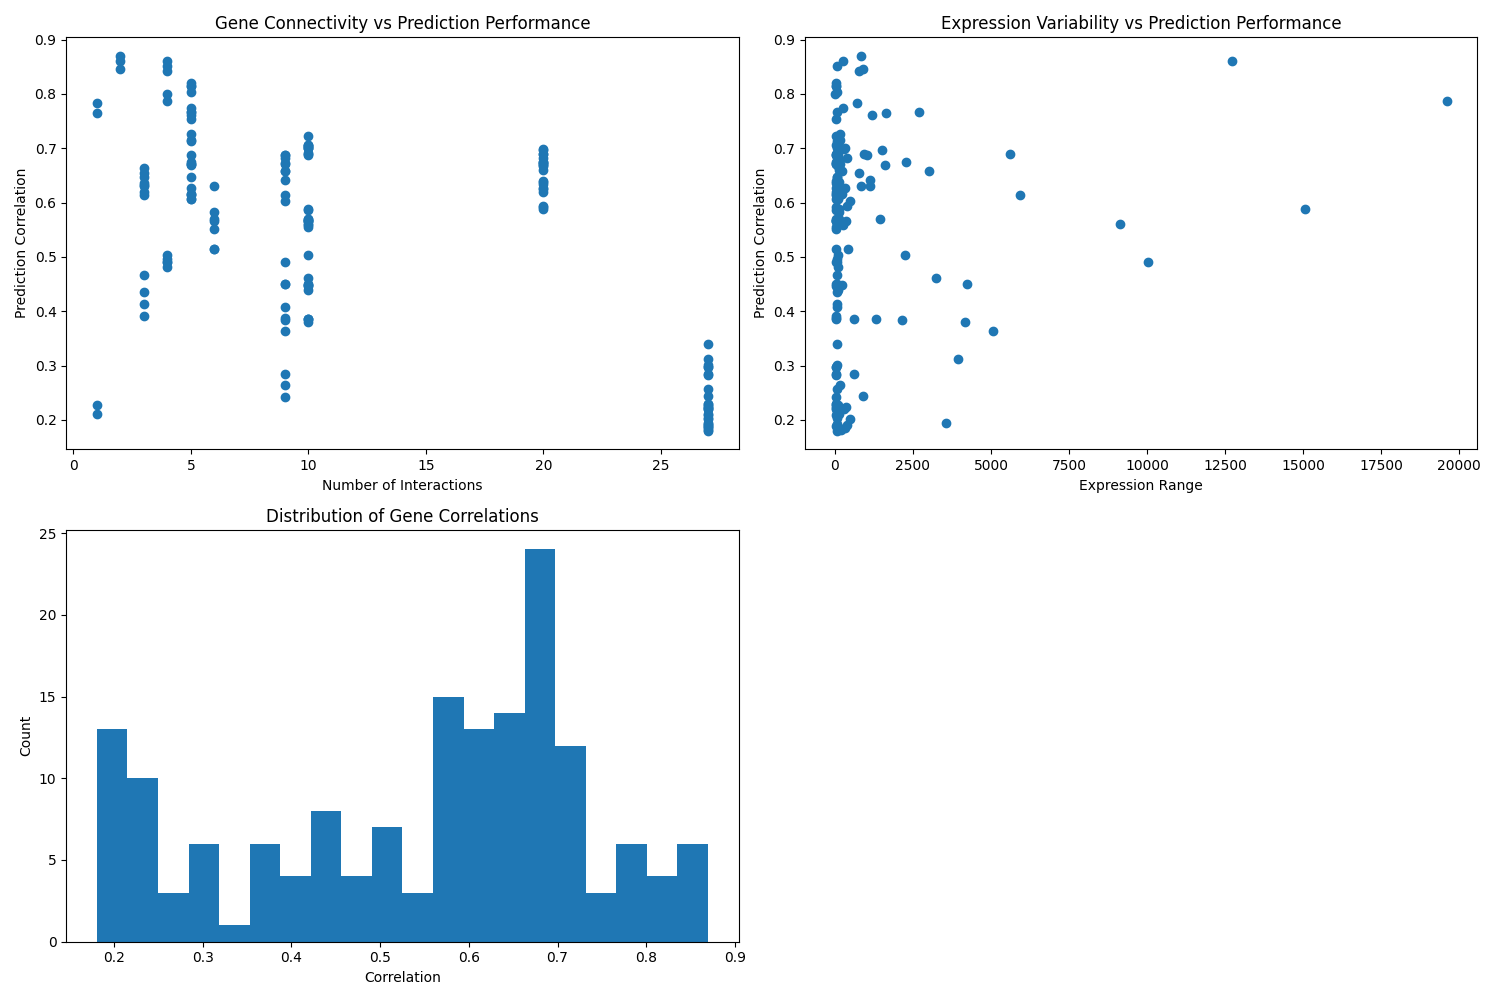 Gene Connectivity vs Prediction Performance
Prediction Correlation
0.9
0.8
0.7
0.6
0.5
0.4
0.3
0.2
0 5 10 15 20 25
Number of Interactions
Expression Variability vs Prediction Performance
Prediction Correlation
0.9
0.8
0.7
0.6
0.5
0.4
0.3
0.2
0 2500 5000 7500 10000 12500 15000 17500 20000
Expression Range
Distribution of Gene Correlations
Count
25
20
15
10
5
0
0.2 0.3 0.4 0.5 0.6 0.7 0.8 0.9
Correlation